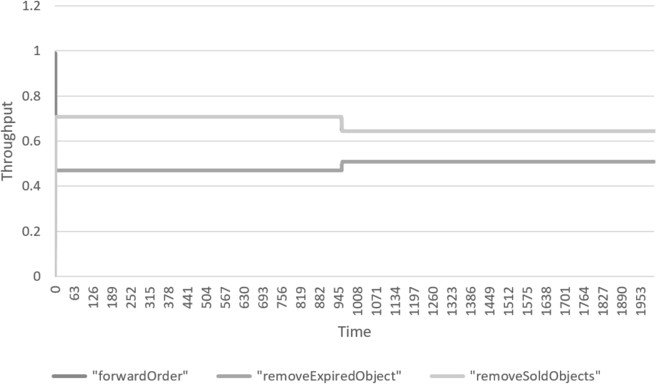 1.2
1
0.8
0.6
0.4
0.2
0
Throughput
0 63 126 189 252 315 378 441 504 567 630 693 756 819 882 945 1008 1071 1134 1197 1260 1323 1386 1449 1512 1575 1638 1701 1764 1827 1890 1953
Time
"forwardOrder" "removeExpiredObject" "removeSoldObjects"